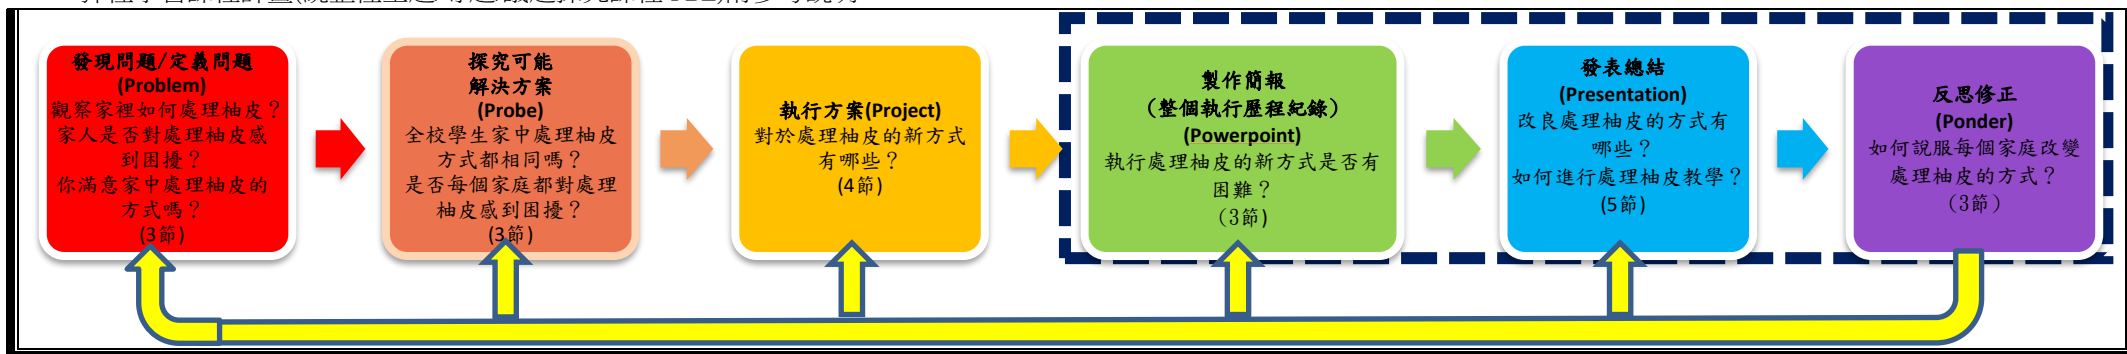 發現問題/定義問題
(Problem)
觀察家裡如何處理柚皮？
家人是否對處理柚皮感
到困擾？
你滿意家中處理柚皮的
方式嗎？
(3節)
探究可能
解決方案
(Probe)
全校學生家中處理柚皮
方式都相同嗎？
是否每個家庭都對處理
柚皮感到困擾？
(3節)
執行方案(Project)
對於處理柚皮的新方式
有哪些？
(4節)
製作簡報
（整個執行歷程紀錄）
(Powerpoint)
執行處理柚皮的新方式是否有
困難？
（3節)
發表總結
(Presentation)
改良處理柚皮的方式有
哪些？
如何進行處理柚皮教學？
(5節)
反思修正
(Ponder)
如何說服每個家庭改變
處理柚皮的方式？
（3節）